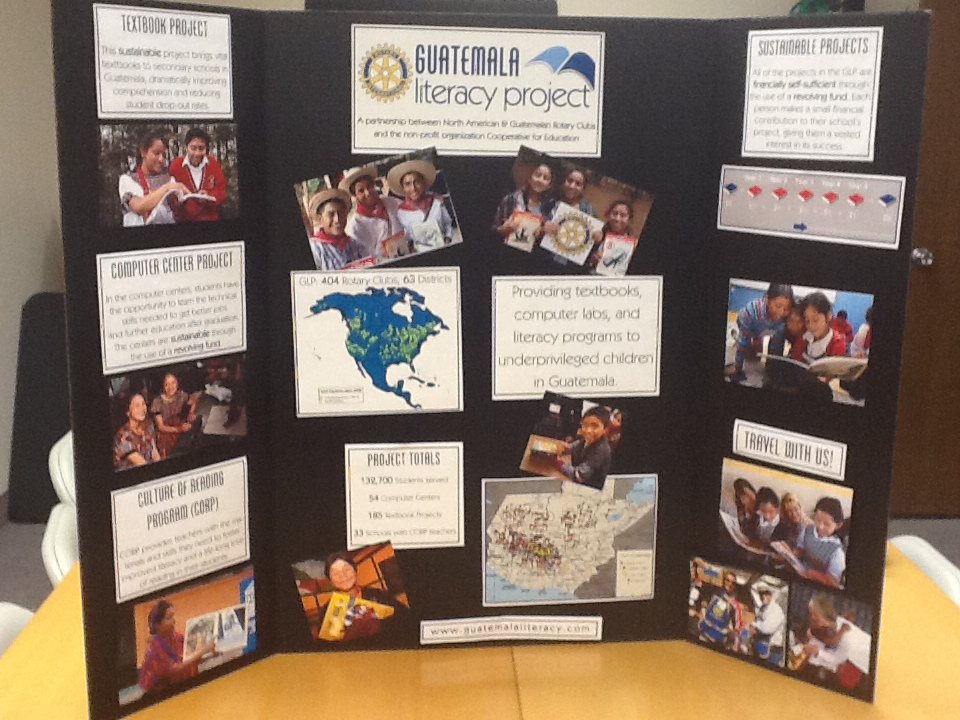 TEXTBOOK PROJECT
This sustainable project brings vital
textbooks to secondary schools in
Guatemala, dramatically improving
comprehension and reducing
student drop-out rates.
COMPUTER CENTER PROJECT
In the computer centers, students have
the opportunity to learn the technical
skills needed to get better jobs
and further education after graduation.
The centers are sustainable through
the use of a revolving fund.
CULTURE OF READING
PROGRAM (CORP)
CORP provides teachers with the
and skills they need to foster
improved literacy and a life-long love
of reading in their students.
GUATEMALA
literacy project
A partnership between North American & Guatemalan Rotary Clubs
and the non-profit organization Cooperative for Education
GLP: 404 Rotary Clubs, 63 Districts
Providing textbooks,
computer labs, and
literacy programs to
underprivileged children
in Guatemala.
PROJECT TOTALS
Students Served
54 Computer Centers
185 Textbook Projects
33 Schools with CORP teachers
www.guatemalaliteracy.com
SUSTAINABLE PROJECTS
All of the projects in the GLP are
financially self-sufficient through
the use of a revolving fund. Each
person makes a small financial
contribution to their school's
project, giving them a vested
interest in its success.
TRAVEL WITH US!